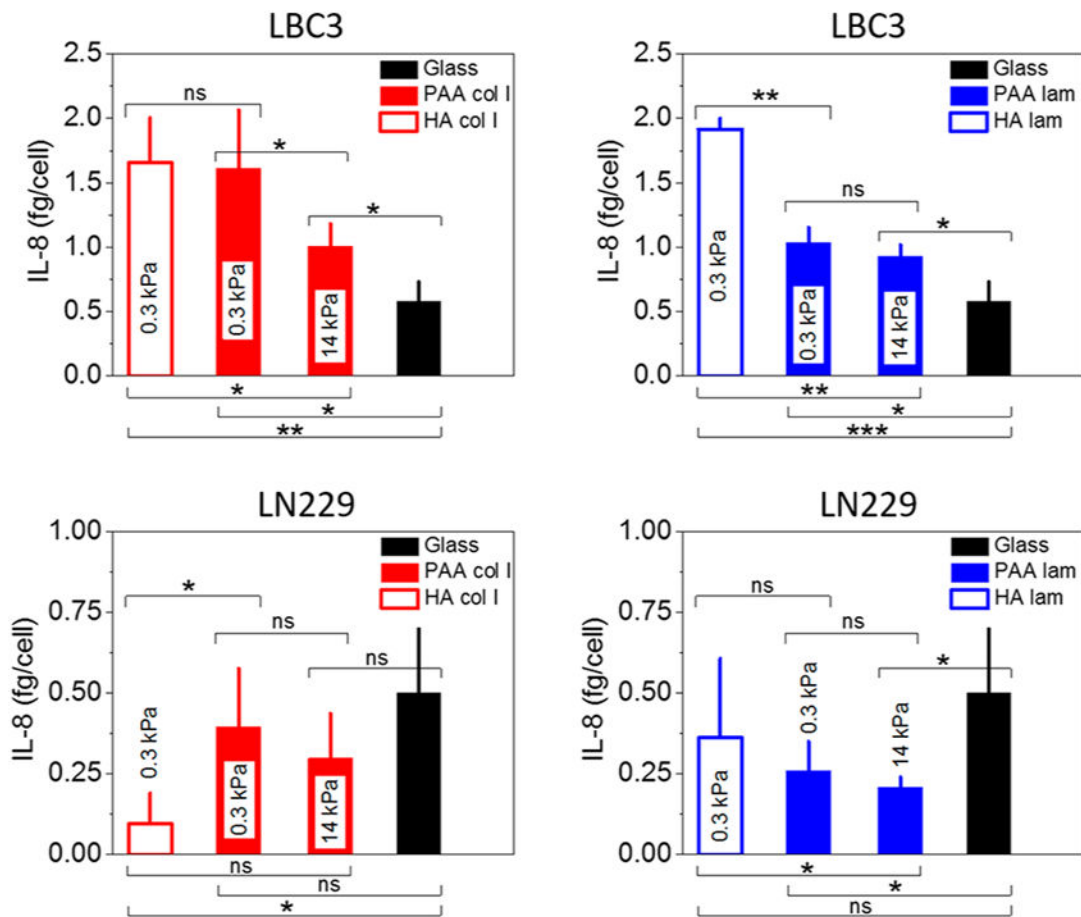 LBC3
2.5
2.0
1.5
1.0
0.5
0.0
IL-8 (fg/cell)
Glass
PAA col I
HA col I
ns
*
*
0.3 kPa
0.3 kPa
14 kPa
*
*
**
LBC3
2.5
2.0
1.5
1.0
0.5
0.0
IL-8 (fg/cell)
Glass
PAA lam
HA lam
**
ns
*
0.3 kPa
0.3 kPa
14 kPa
**
*
***
LN229
1.00
0.75
0.50
0.25
0.00
IL-8 (fg/cell)
Glass
PAA col I
HA col I
*
ns
ns
0.3 kPa
0.3 kPa
14 kPa
ns
ns
*
LN229
1.00
0.75
0.50
0.25
0.00
IL-8 (fg/cell)
Glass
PAA lam
HA lam
ns
ns
*
0.3 kPa
0.3 kPa
14 kPa
*
*
ns